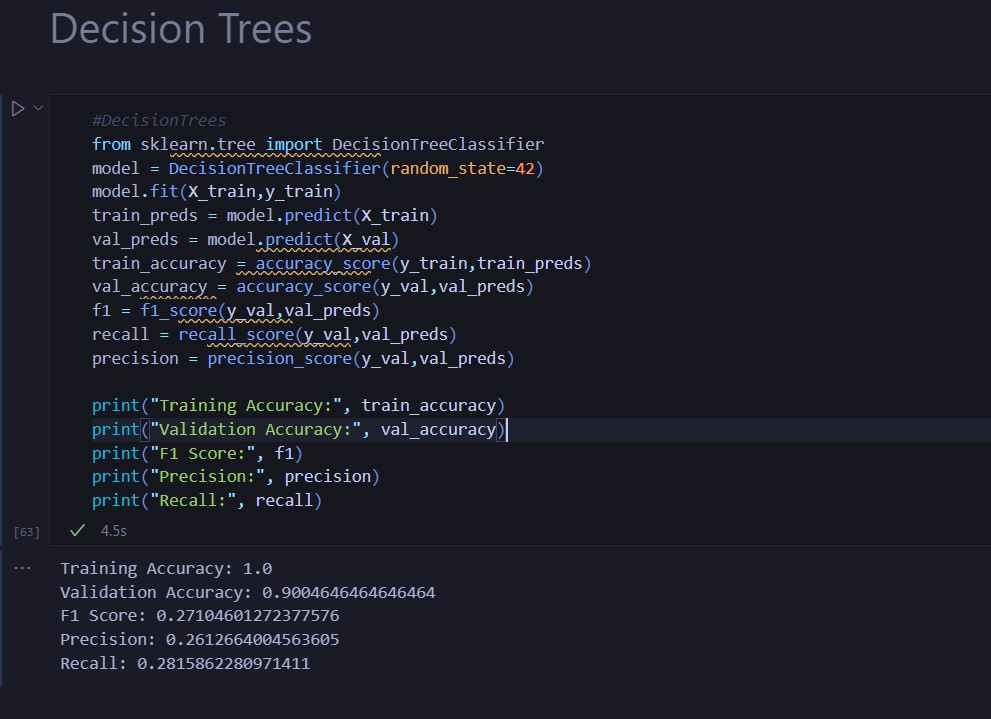 Decision Trees
#DecisionTrees
from sklearn.tree import DecisionTreeClassifier
model = DecisionTreeClassifier(random_state=42)
model.fit(X_train,y_train)
train_preds = model.predict(X_train)
val_preds = model.predict(X_val)
train_accuracy = accuracy_score(y_train,train_preds)
val_accuracy = accuracy_score(y_val,val_preds)
f1 = f1_score(y_val,val_preds)
recall = recall_score(y_val,val_preds)
precision = precision_score(y_val,val_preds)
print("Training Accuracy:", train_accuracy)
print("Validation Accuracy:", val_accuracy)
print("F1 Score:", f1)
print("Precision:", precision)
print("Recall:", recall)
[63] 4.5s
Training Accuracy: 1.0
Validation Accuracy: 0.9004646464646464
F1 Score: 0.27104601272377576
Precision: 0.2612664004563605
Recall: 0.2815862280971411